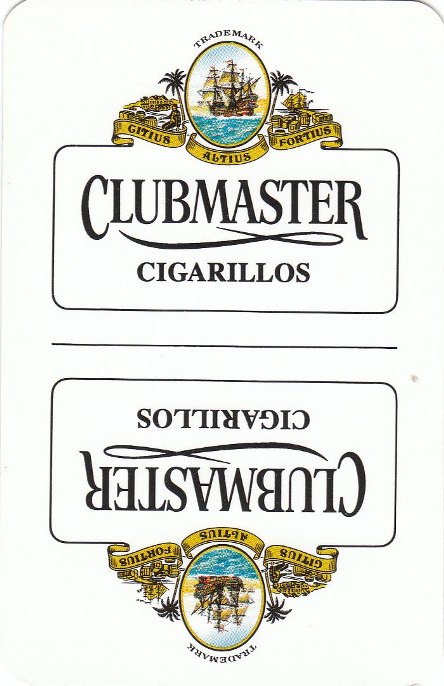 TRADEMARK
CITIUS ALTIUS FORTIUS
CLUBMASTER
CIGARILLOS
CIGARILLOS
CLUBMASTER
CITIUS ALTIUS FORTIUS
TRADEMARK